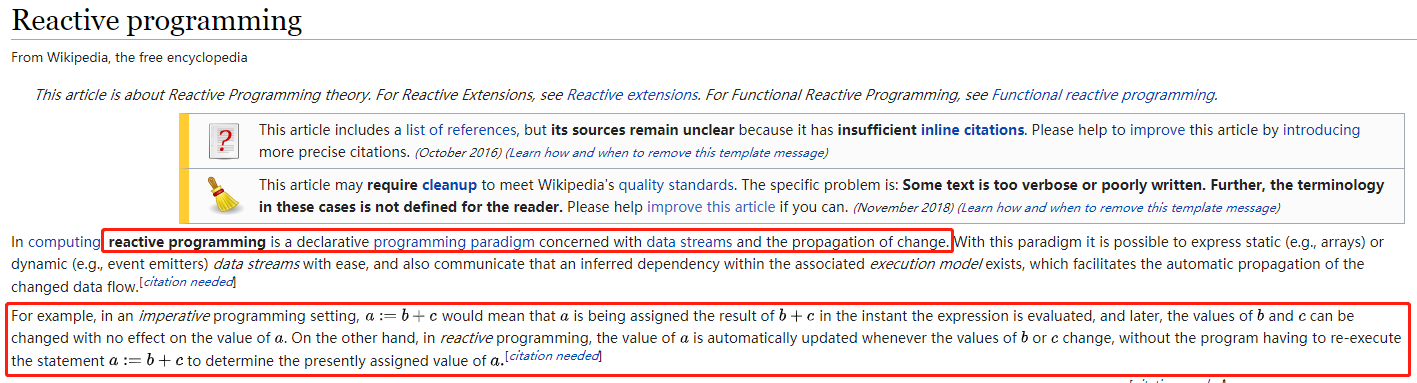 Reactive programming
From Wikipedia, the free encyclopedia
This article is about Reactive Programming theory. For Reactive Extensions, see Reactive extensions. For Functional Reactive Programming, see Functional reactive programming.
This article includes a list of references, but its sources remain unclear because it has insufficient inline citations. Please help to improve this article by introducing
more precise citations. (October 2016) (Learn how and when to remove this template message)
This article may require cleanup to meet Wikipedia's quality standards. The specific problem is: Some text is too verbose or poorly written. Further, the terminology
in these cases is not defined for the reader. Please help improve this article if you can. (November 2018) (Learn how and when to remove this template message)
In computing reactive programming is a declarative programming paradigm concerned with data streams and the propagation of change. With this paradigm it is possible to express static (e.g., arrays) or
dynamic (e.g., event emitters) data streams with ease, and also communicate that an inferred dependency within the associated execution model exists, which facilitates the automatic propagation of the
changed data flow.[citation needed]
For example, in an imperative programming setting, a := b + c would mean that a is being assigned the result of b + c in the instant the expression is evaluated, and later, the values of b and c can be
changed with no effect on the value of a. On the other hand, in reactive programming, the value of a is automatically updated whenever the values of b or c change, without the program having to re-execute
the statement a := b + c to determine the presently assigned value of a.[citation needed]